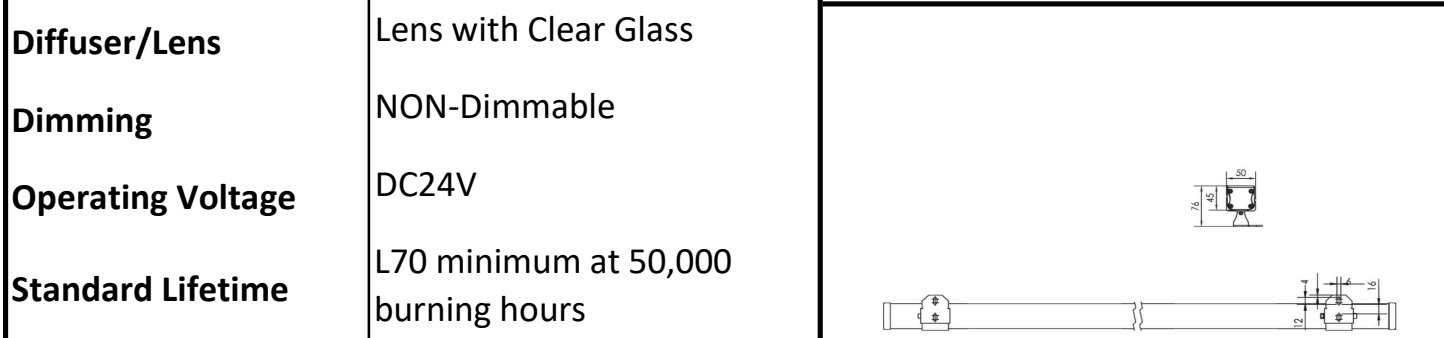 Diffuser/Lens
Lens with Clear Glass
Dimming
NON-Dimmable
Operating Voltage
DC24V
Standard Lifetime
L70 minimum at 50,000
burning hours
50
76
45
4
6
16
12